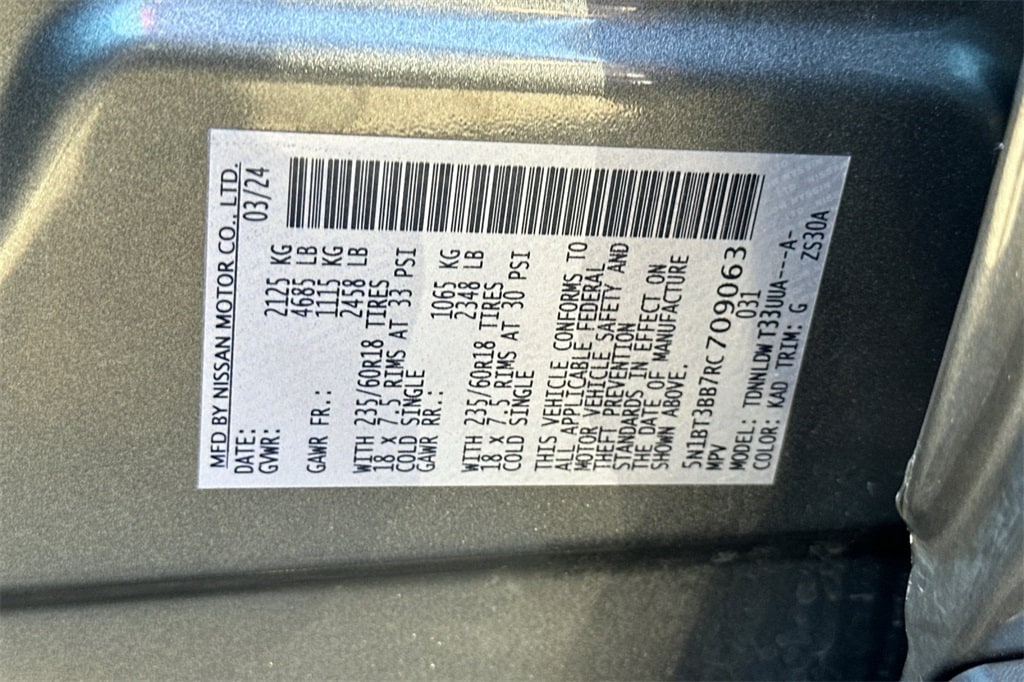 MFD BY NISSAN MOTOR CO., LTD.
DATE: 03/24
GVWR: 2125 KG
4685 LB
GAWR FR.: 1115 KG
2458 LB
WITH 235/60R18 TIRES
18 X 7.5 RIMS AT 33 PSI
COLD SINGLE
GAWR RR.: 1065 KG
2348 LB
WITH 235/60R18 TIRES
18 X 7.5 RIMS AT 30 PSI
COLD SINGLE
THIS VEHICLE CONFORMS TO
ALL APPLICABLE FEDERAL
MOTOR VEHICLE SAFETY AND
THEFT PREVENTION
STANDARDS IN EFFECT ON
THE DATE OF MANUFACTURE
SHOWN ABOVE.
5N1BT3BB7RC709063
MPV 031
MODEL: TDNNLDW T33UUA---A-
COLOR: KAD TRIM: G ZS30A